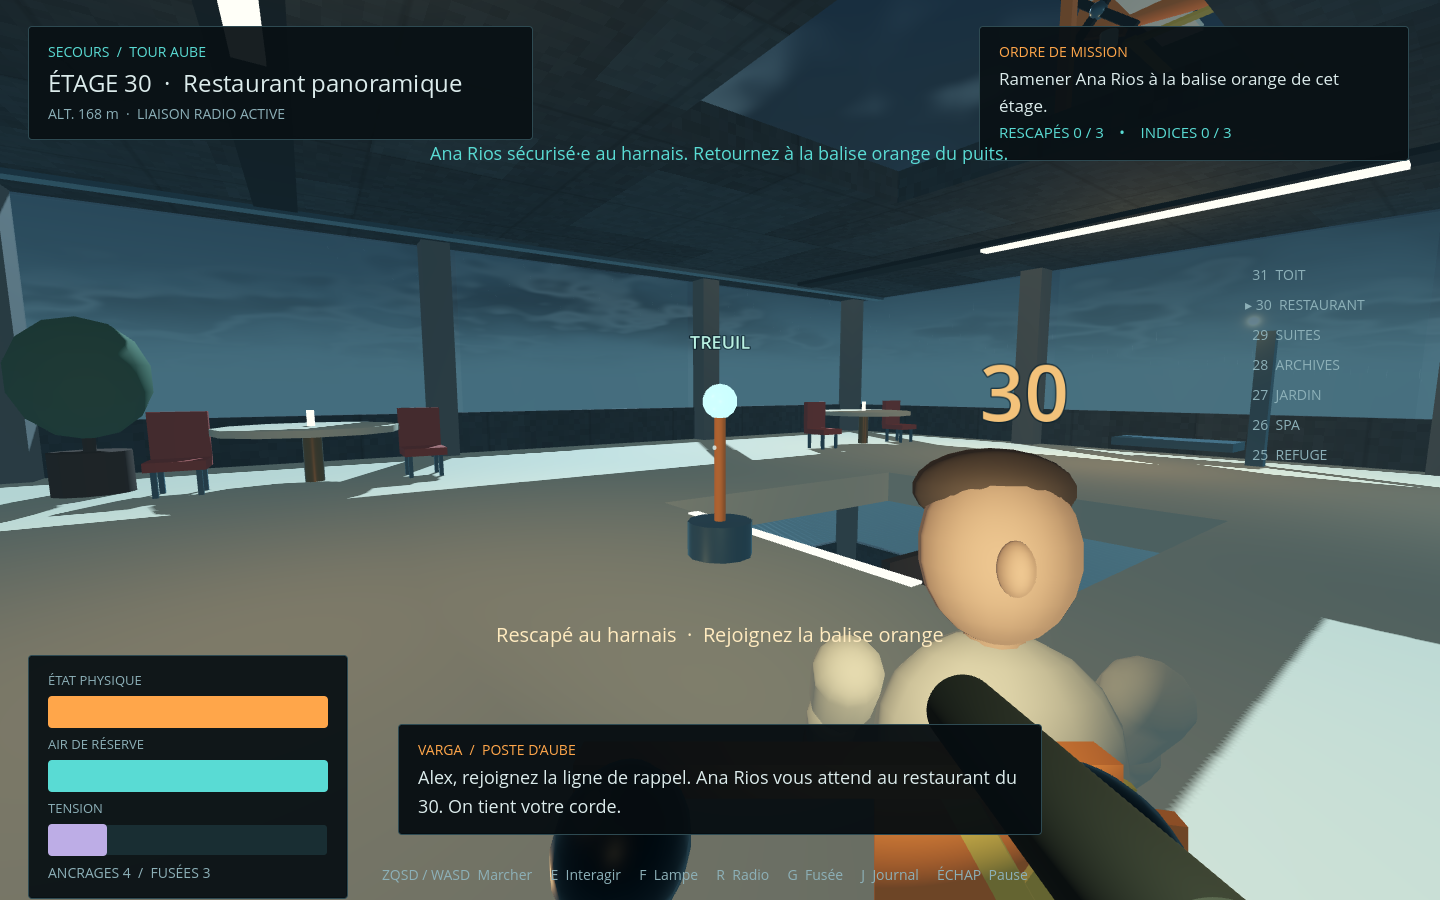 SECOURS / TOUR AUBE
ÉTAGE 30 · Restaurant panoramique
ALT. 168 m · LIAISON RADIO ACTIVE
ORDRE DE MISSION
Ramener Ana Rios à la balise orange de cet
étage.
RESCAPÉS 0 / 3 • INDICES 0 / 3
Ana Rios sécurisé·e au harnais. Retournez à la balise orange du puits.
31 TOIT
▸ 30 RESTAURANT
29 SUITES
28 ARCHIVES
27 JARDIN
26 SPA
25 REFUGE
TREUIL
30
Rescapé au harnais · Rejoignez la balise orange
ÉTAT PHYSIQUE
AIR DE RÉSERVE
TENSION
ANCRAGES 4 / FUSÉES 3
VARGA / POSTE D'AUBE
Alex, rejoignez la ligne de rappel. Ana Rios vous attend au restaurant du
30. On tient votre corde.
ZQSD / WASD Marcher E Interagir F Lampe R Radio G Fusée J Journal ÉCHAP Pause